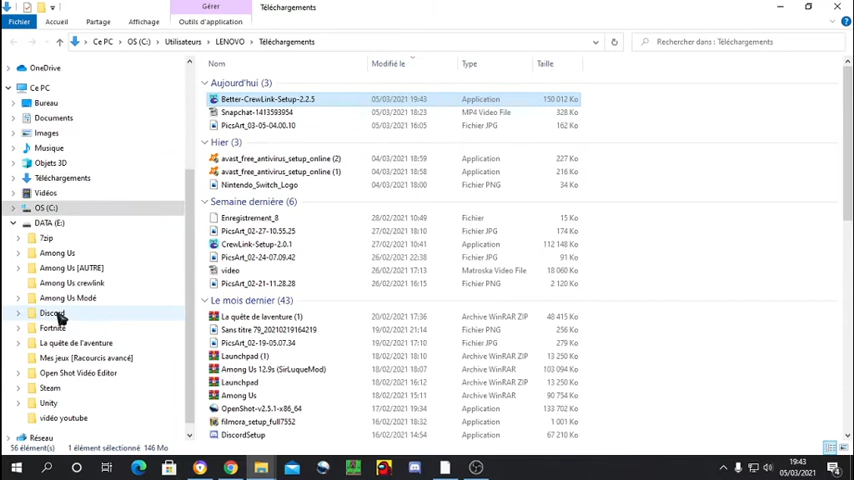 Gérer
Téléchargements
Fichier Accueil Partage Affichage Outils d'application
Ce PC > OS (C:) > Utilisateurs > LENOVO > Téléchargements
Rechercher dans : Téléchargements
Nom Modifié le Type Taille
OneDrive
Ce PC
Bureau
Documents
Images
Musique
Objets 3D
Téléchargements
Vidéos
OS (C:)
DATA (E:)
7zip
Among Us
Among Us [AUTRE]
Among Us crewlink
Among Us Modé
Discord
Fortnite
La quête de l'aventure
Mes jeux [Racourcis avancé]
Open Shot Vidéo Editor
Steam
Unity
vidéo youtube
Réseau
Aujourd'hui (3)
Better-CrewLink-Setup-2.2.5 05/03/2021 19:43 Application 150 012 Ko
Snapchat-1413593954 05/03/2021 18:23 MP4 Video File 328 Ko
PicsArt_03-05-04.00.10 05/03/2021 16:05 Fichier JPG 162 Ko
Hier (3)
avast_free_antivirus_setup_online (2) 04/03/2021 18:59 Application 227 Ko
avast_free_antivirus_setup_online (1) 04/03/2021 18:58 Application 216 Ko
Nintendo_Switch_Logo 04/03/2021 18:00 Fichier PNG 34 Ko
Semaine dernière (6)
Enregistrement_8 28/02/2021 10:49 Fichier 15 Ko
PicsArt_02-27-10.55.25 27/02/2021 10:55 Fichier JPG 174 Ko
CrewLink-Setup-2.0.1 27/02/2021 10:41 Application 112 148 Ko
PicsArt_02-26-10.38.28 26/02/2021 22:38 Fichier JPG 91 Ko
video 26/02/2021 17:13 Matroska Video File 18 060 Ko
PicsArt_02-21-11.28.28 26/02/2021 17:12 Fichier PNG 2 120 Ko
Le mois dernier (43)
La quête de laventure (1) 20/02/2021 17:36 Archive WinRAR ZIP 48 415 Ko
Sans titre 79_20210219164219 19/02/2021 21:14 Fichier PNG 256 Ko
PicsArt_02-19-05.07.34 19/02/2021 17:10 Fichier JPG 279 Ko
Launchpad (1) 18/02/2021 18:10 Archive WinRAR ZIP 13 250 Ko
Among Us 12.9s (SirLuqueMod) 18/02/2021 18:07 Archive WinRAR 103 094 Ko
Launchpad 18/02/2021 16:12 Archive WinRAR ZIP 13 250 Ko
Among Us 18/02/2021 15:11 Archive WinRAR 90 754 Ko
OpenShot-v2.5.1-x86_64 17/02/2021 19:34 Application 133 702 Ko
filmora_setup_full7552 16/02/2021 21:22 Application 1 001 Ko
DiscordSetup 16/02/2021 14:54 Application 67 210 Ko
56 élément(s) 1 élément sélectionné 146 Mo
19:43
05/03/2021
4